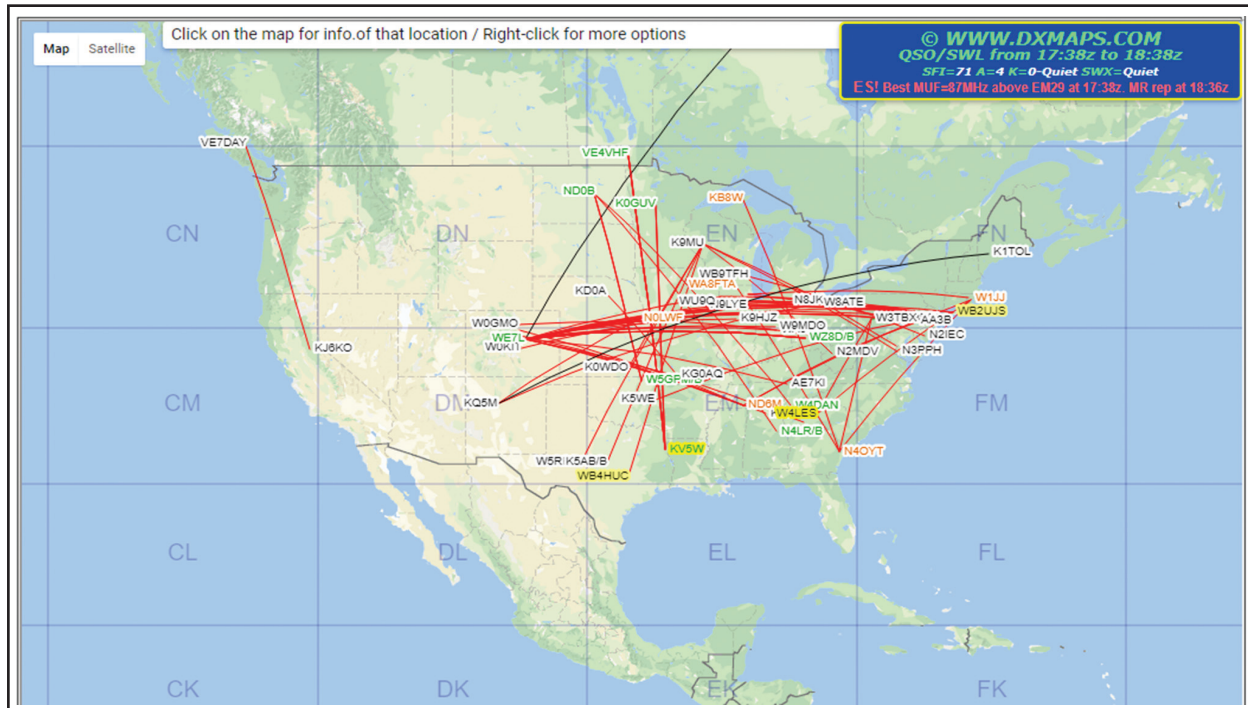 Map Satellite
Click on the map for info.of that location / Right-click for more options
© WWW.DXMAPS.COM
QSO/SWL from 17:38z to 18:38z
SFI=71 A=4 K=0-Quiet SWX=Quiet
ES! Best MUF=87MHz above EM29 at 17:38z. MR rep at 18:36z
VE7DAY
VE4VHF
ND0B
K0GUV
KB8W
CN
DN
EN
FN
K9MU
K1TOL
WB9TFH
WA8FTA
KD0A
WU9Q
J9LYE
N8JK
W8ATE
W1JJ
WB2UJS
N0LWF
K9HJZ
W3TBX
AA3B
W0GMO
W9MDO
WE7L
WZ8D/B
N2IEC
KJ6KO
W0KIT
N2MDV
N3PPH
K0WDO
KG0AQ
W5GPM/B
AE7KI
CM
DM
EM
FM
KQ5M
K5WE
ND6M
W4DAN
W4LES
N4LR/B
KV5W
N4OYT
K5AB/B
WB4HUC
CL
DL
EL
FL
CK
DK
EK
FK